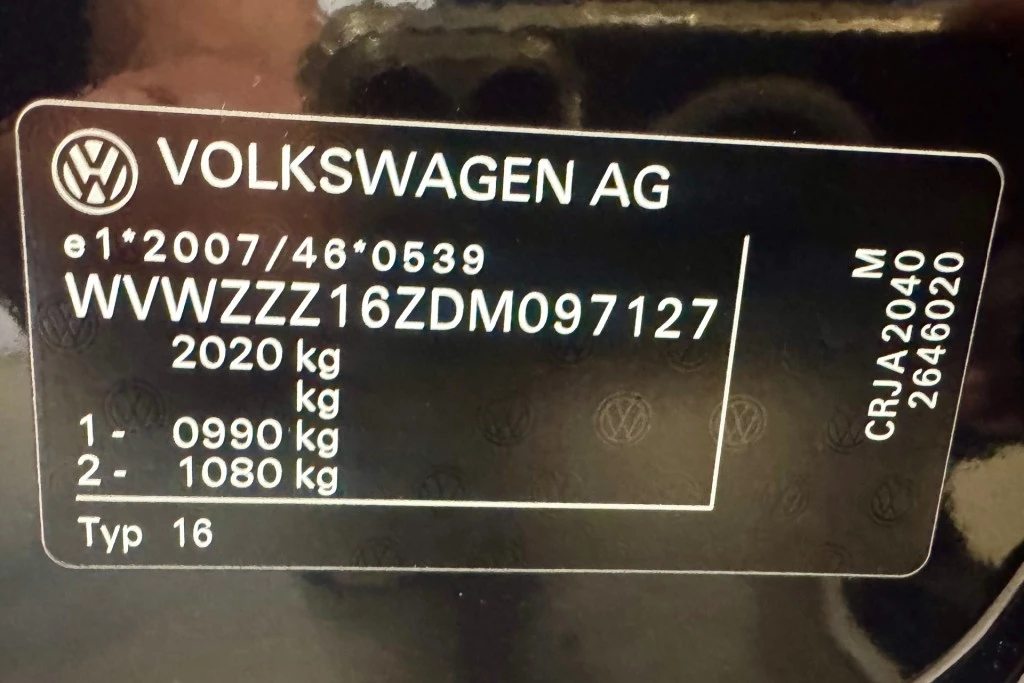 VOLKSWAGEN AG
e1*2007/46*0539
WVWZZZ16ZDM097127
2020 kg
kg
1 - 0990 kg
2 - 1080 kg
Typ 16
M
CRJA2040
2646020